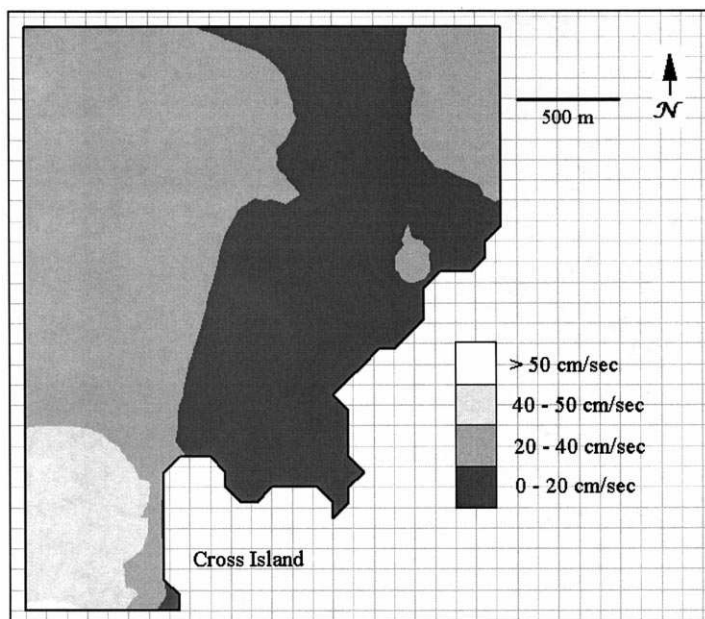 N
500 m
> 50 cm/sec
40 - 50 cm/sec
20 - 40 cm/sec
0 - 20 cm/sec
Cross Island